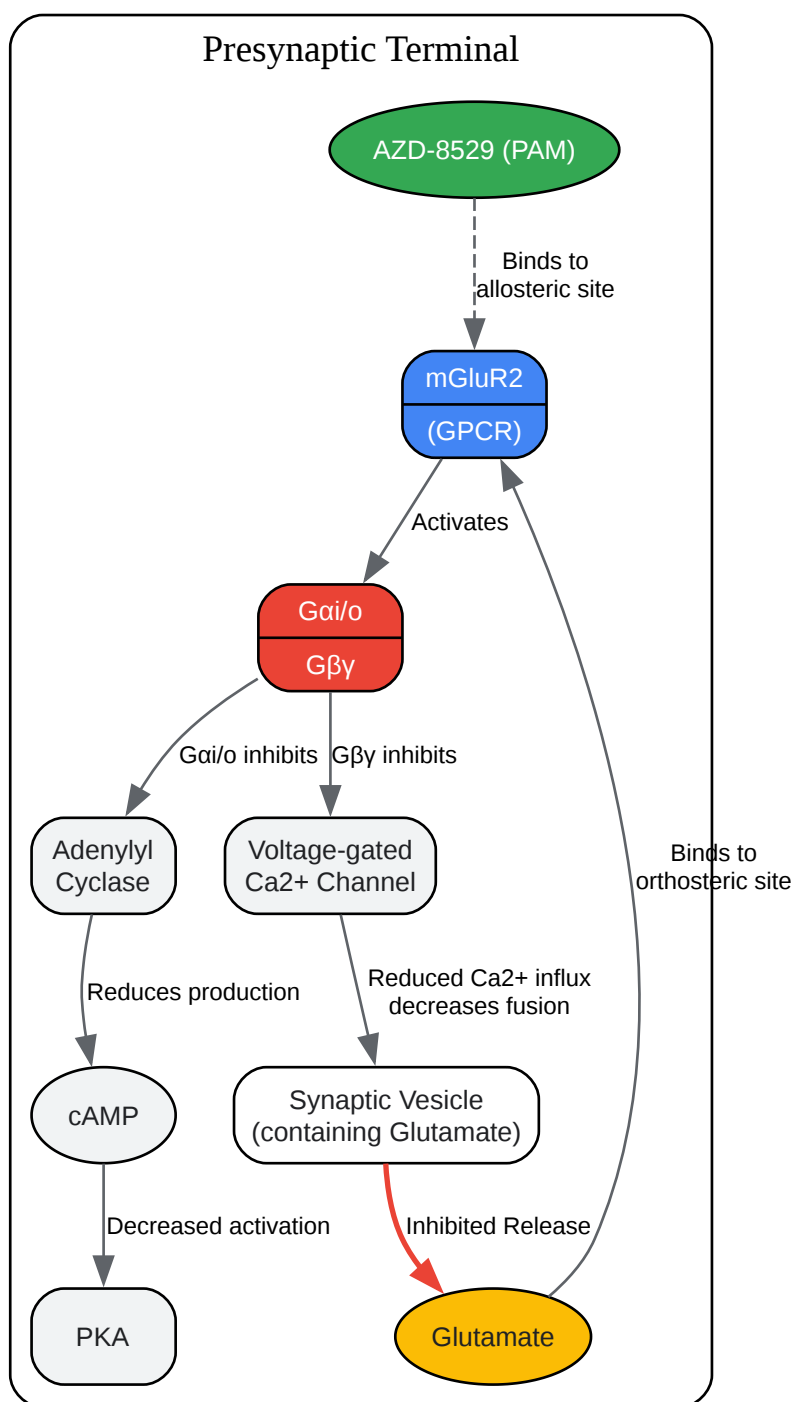 Presynaptic Terminal
AZD-8529 (PAM)
Binds to
allosteric site
mGluR2
(GPCR)
Activates
Gαi/o
Gβγ
Gαi/o inhibits
Gβγ inhibits
Adenylyl
Cyclase
Voltage-gated
Ca2+ Channel
Binds to
orthosteric site
Reduces production
Reduced Ca2+ influx
decreases fusion
cAMP
Synaptic Vesicle
(containing Glutamate)
Decreased activation
Inhibited Release
PKA
Glutamate